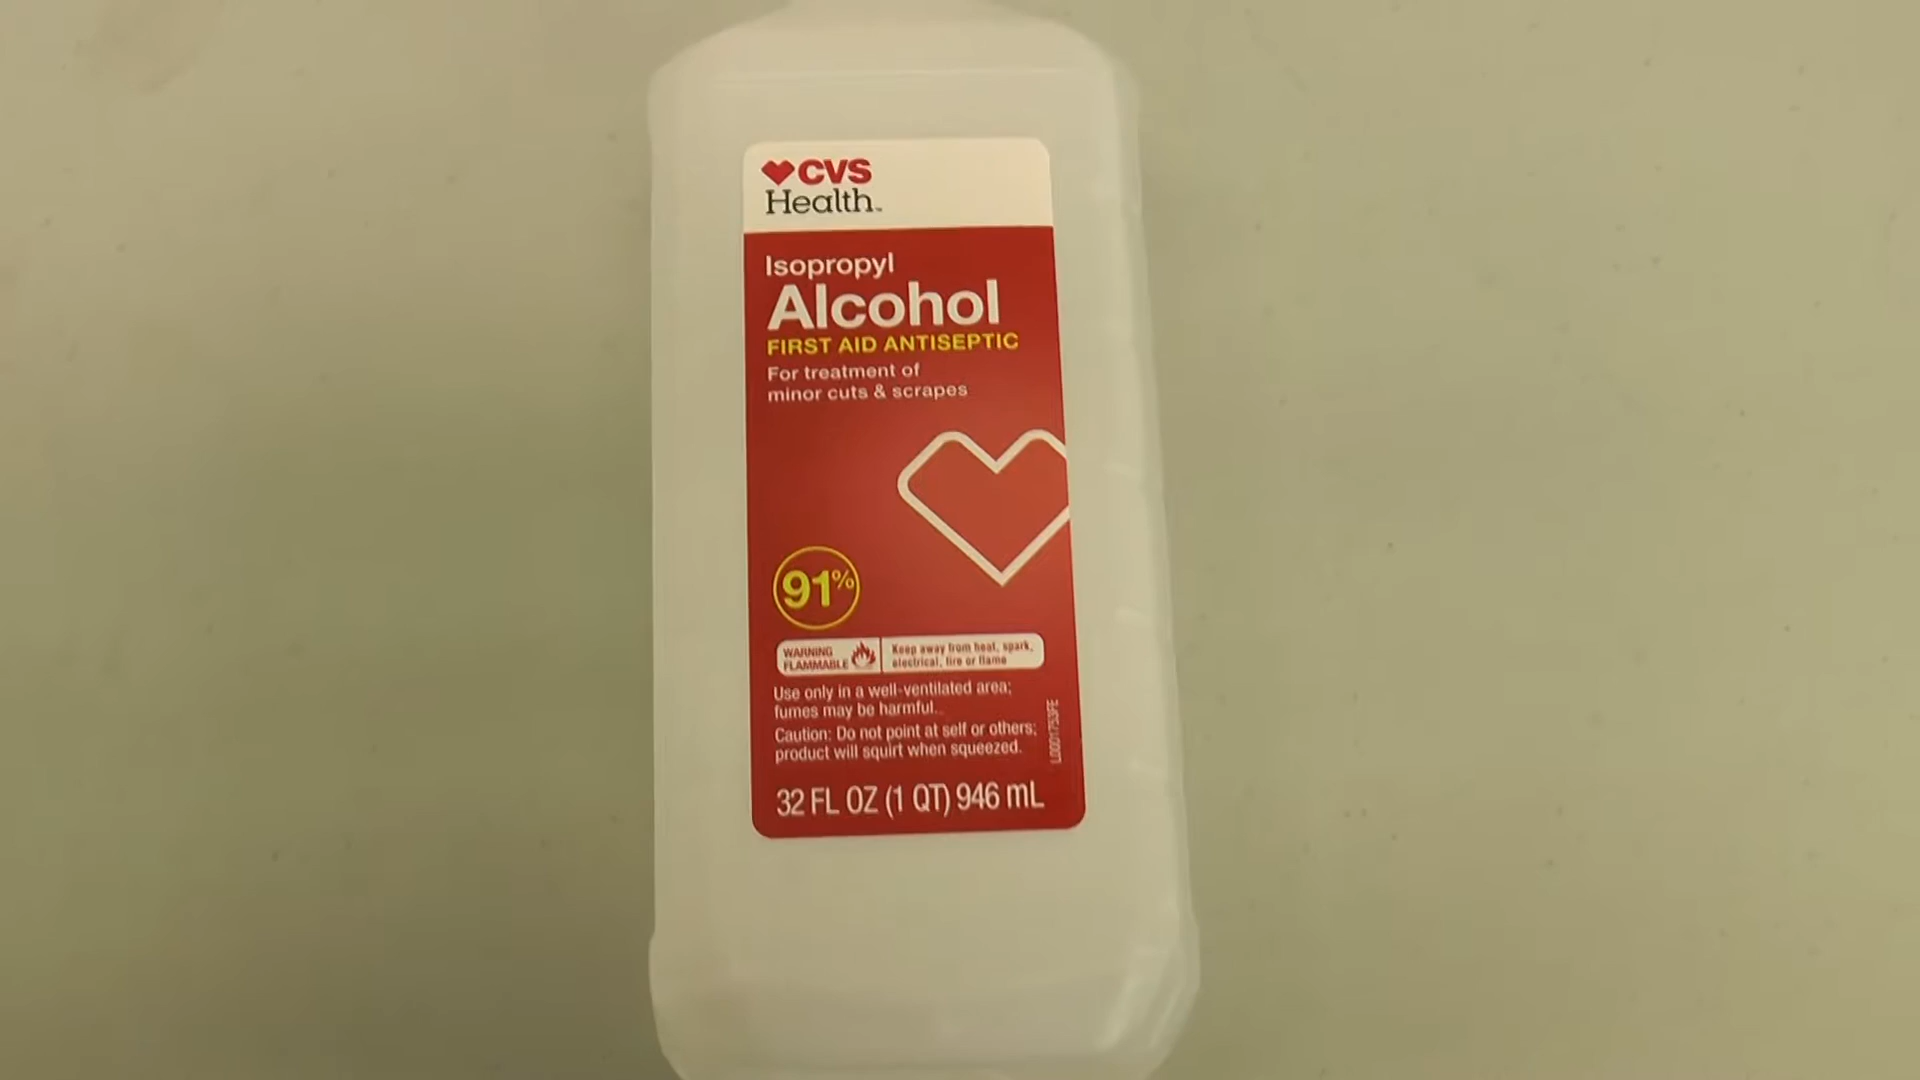 CVS
Health™
Isopropyl
Alcohol
FIRST AID ANTISEPTIC
For treatment of
minor cuts & scrapes
91%
WARNING
FLAMMABLE
Keep away from heat, spark,
electrical, fire or flame
Use only in a well-ventilated area;
fumes may be harmful.
Caution: Do not point at self or others;
product will squirt when squeezed.
32 FL OZ (1 QT) 946 mL